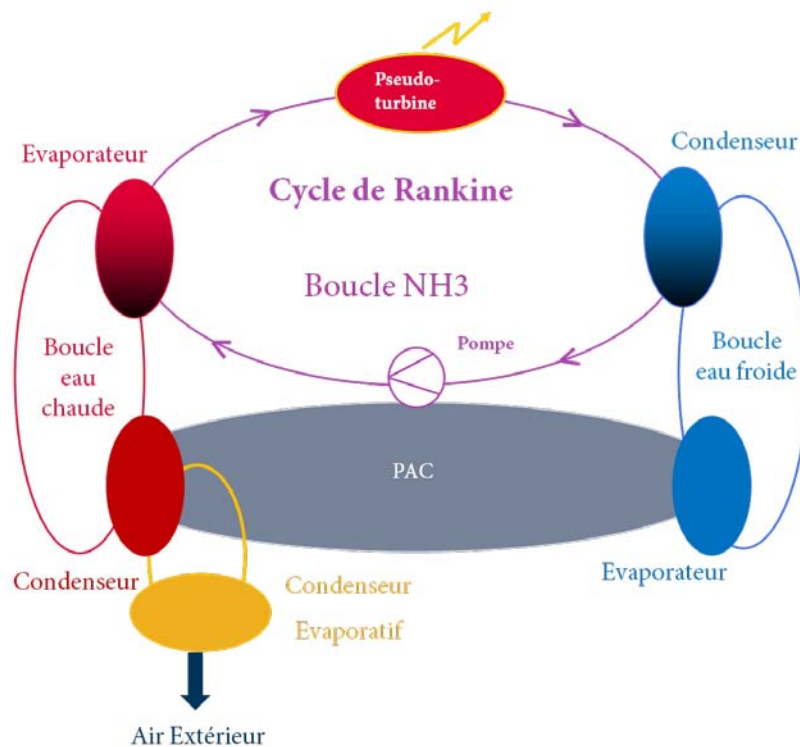 Pseudo-
turbine
Evaporateur
Condenseur
Cycle de Rankine
Boucle NH3
Pompe
Boucle
eau
chaude
Boucle
eau froide
PAC
Condenseur
Evaporateur
Condenseur
Evaporatif
Air Extérieur